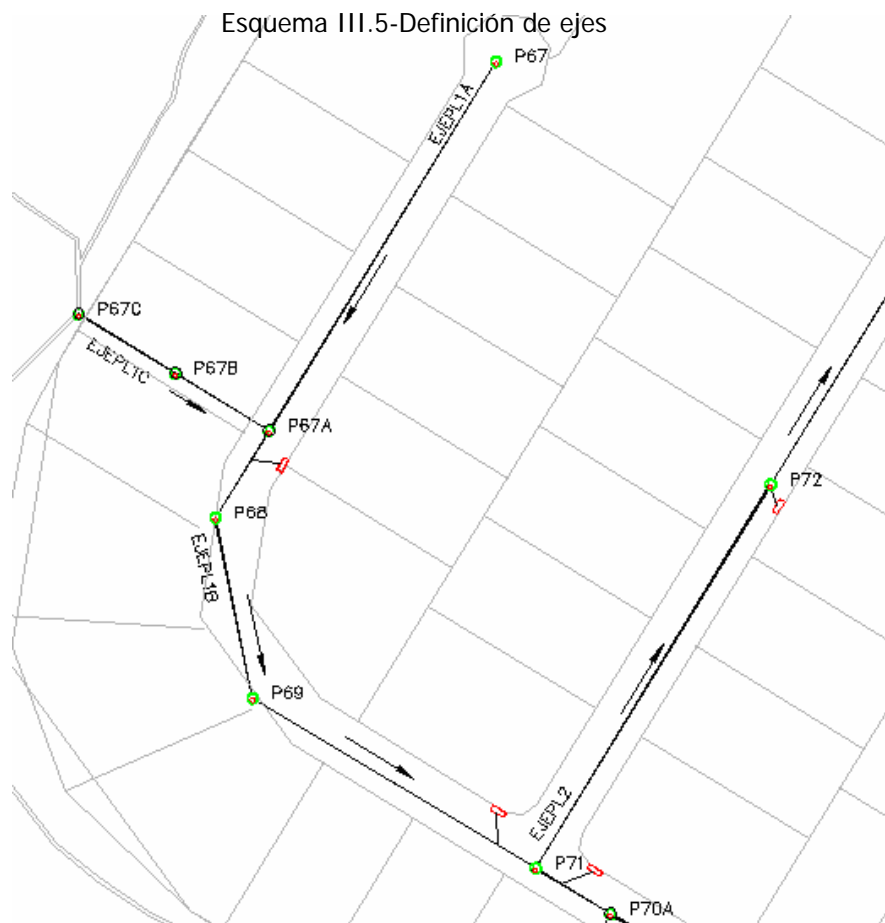 Esquema III.5-Definición de ejes
P67
EJEPL1A
P67C
EJEPL1C
P67B
P67A
P68
EJEPL1B
P72
P69
EJEPL2
P71
P70A